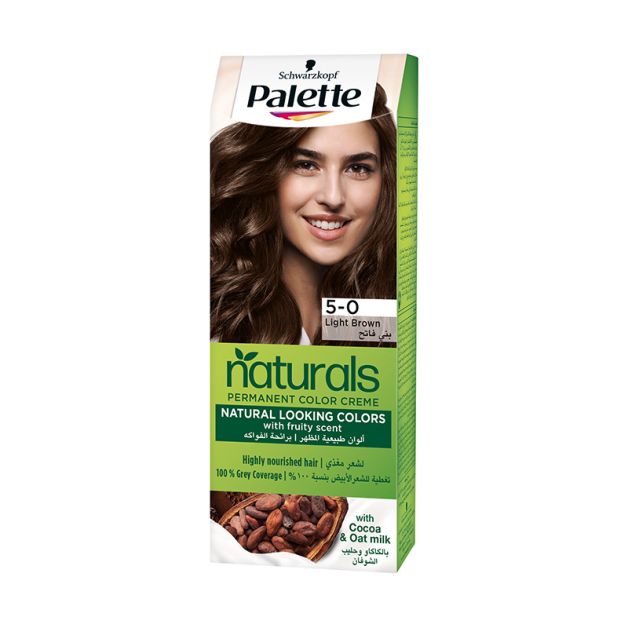 Schwarzkopf
Palette
5-0
Light Brown
بني فاتح
naturals
PERMANENT COLOR CREME
NATURAL LOOKING COLORS
with fruity scent
ألوان طبيعية المظهر | برائحة الفواكه
Highly nourished hair | لشعر مغذي
100 % Grey Coverage | تغطية للشعر الأبيض بنسبة ١٠٠ %
with
Cocoa
& Oat milk
بالكاكاو وحليب
الشوفان